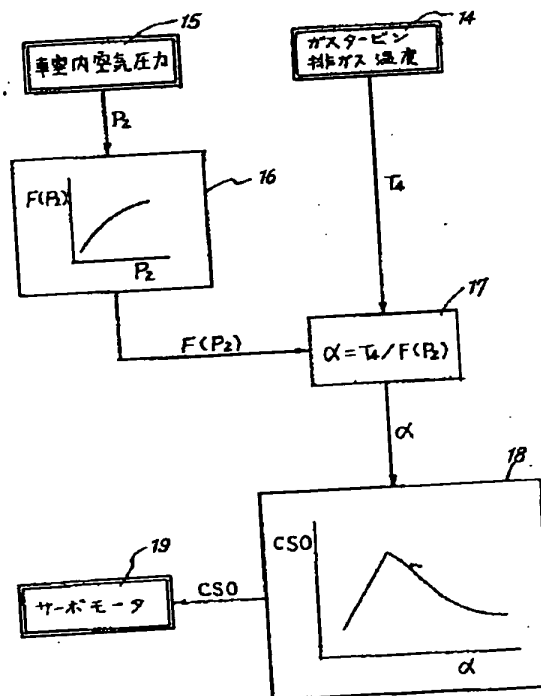 15
車室内空気圧力
14
ガスタービン
排ガス温度
P₂
T₄
16
F(P₂)
P₂
17
F(P₂)
α=T₄/F(P₂)
α
18
CSO
α
19
サーボモータ
CSO